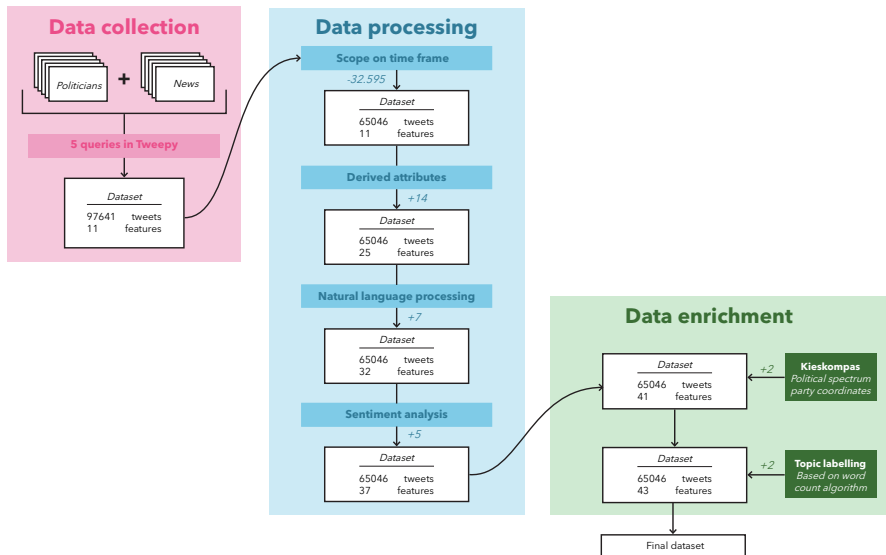 Data collection
Politicians
+
News
5 queries in Tweepy
Dataset
97641 tweets
11 features
Data processing
Scope on time frame
-32.595
Dataset
65046 tweets
11 features
Derived attributes
+14
Dataset
65046 tweets
25 features
Natural language processing
+7
Dataset
65046 tweets
32 features
Sentiment analysis
+5
Dataset
65046 tweets
37 features
Data enrichment
Dataset
65046 tweets
41 features
+2
Kieskompas
Political spectrum
party coordinates
Dataset
65046 tweets
43 features
+2
Topic labelling
Based on word
count algorithm
Final dataset